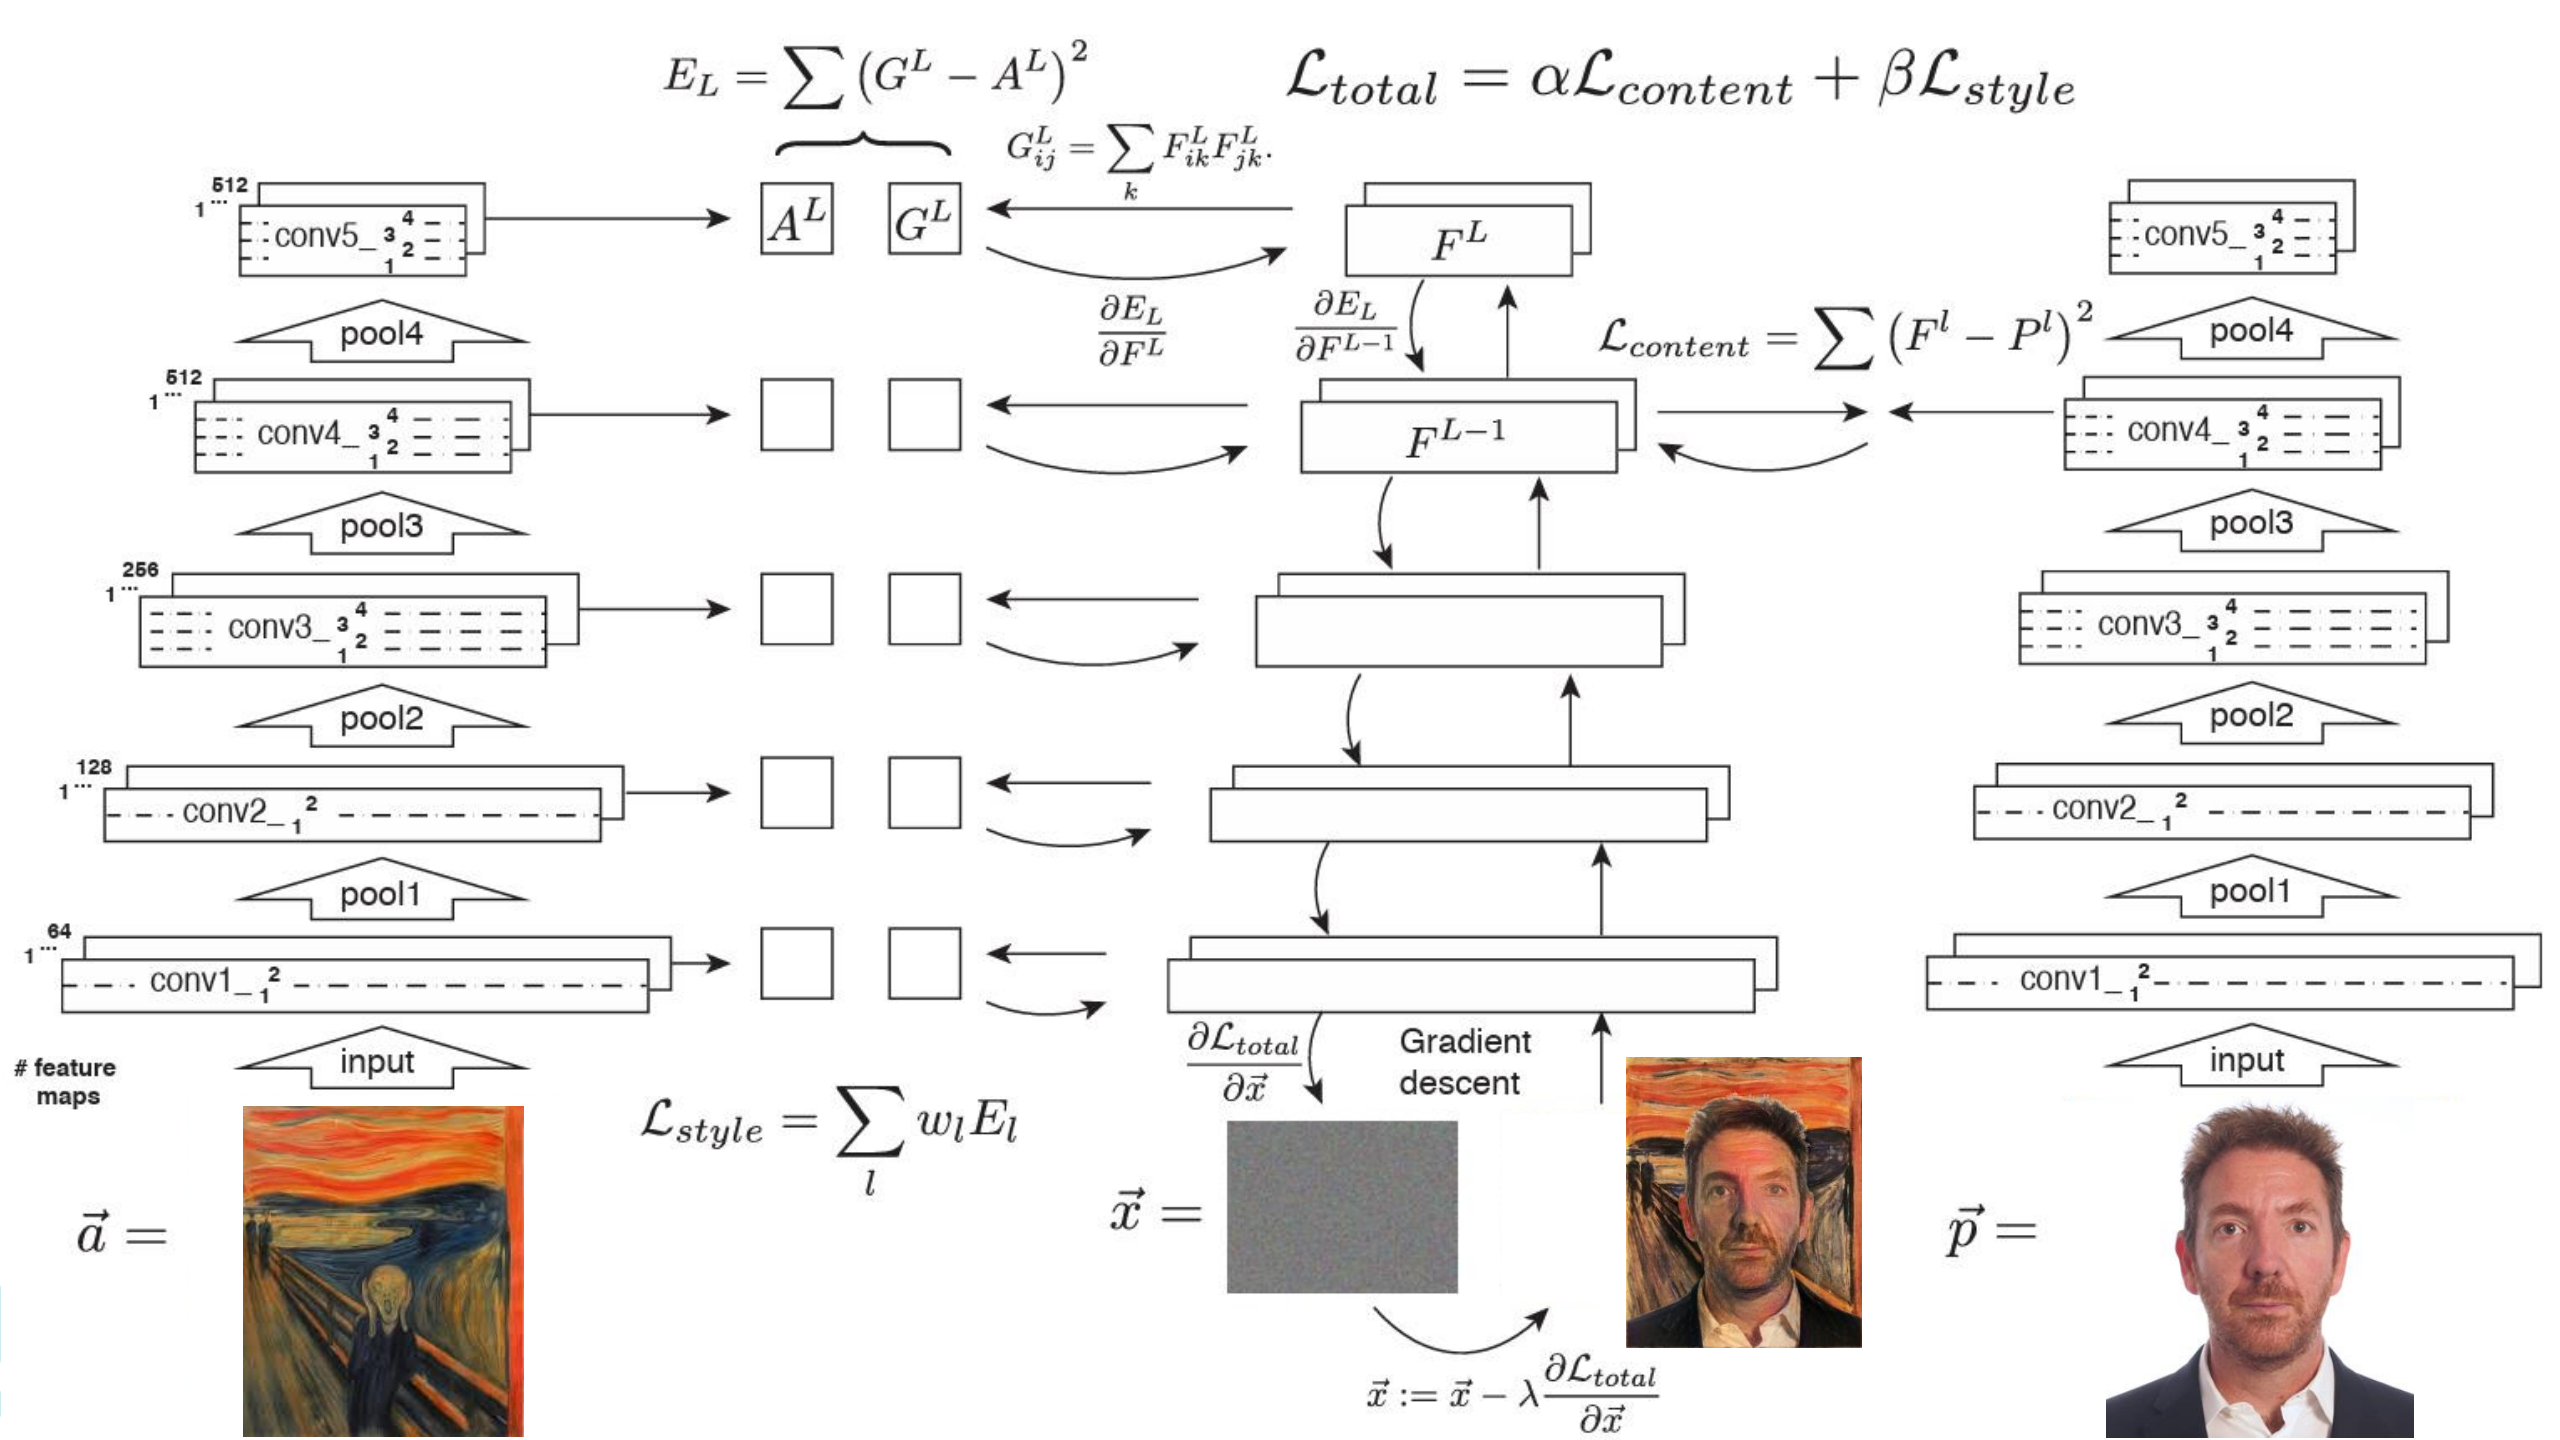 E_L = ∑ (G^L − A^L)^2
ℒ_total = αℒ_content + βℒ_style
G^L_ij = ∑_k F^L_ik F^L_jk.
1 ... 512
conv5_ 1 2 3 4
A^L
G^L
F^L
conv5_ 1 2 3 4
∂E_L / ∂F^L
∂E_L / ∂F^{L−1}
ℒ_content = ∑ (F^l − P^l)^2
pool4
pool4
1 ... 512
conv4_ 1 2 3 4
F^{L−1}
conv4_ 1 2 3 4
pool3
pool3
1 ... 256
conv3_ 1 2 3 4
conv3_ 1 2 3 4
pool2
pool2
1 ... 128
conv2_ 1 2
conv2_ 1 2
pool1
pool1
1 ... 64
conv1_ 1 2
conv1_ 1 2
# feature
maps
input
∂ℒ_total / ∂x⃗
Gradient
descent
input
ℒ_style = ∑_l w_l E_l
a⃗ =
x⃗ =
p⃗ =
x⃗ := x⃗ − λ ∂ℒ_total / ∂x⃗